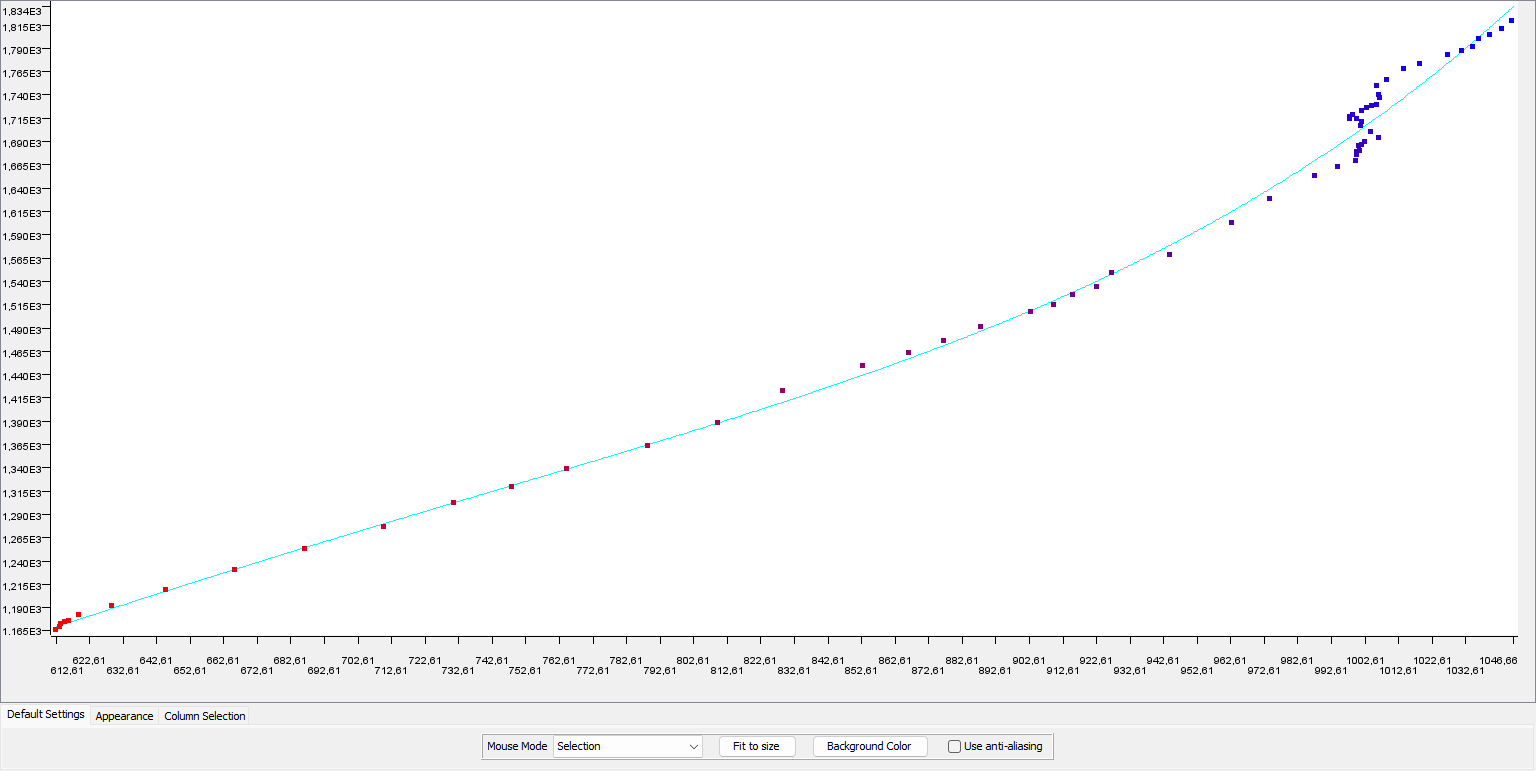 1,834E3
1,815E3
1,790E3
1,765E3
1,740E3
1,715E3
1,690E3
1,665E3
1,640E3
1,615E3
1,590E3
1,565E3
1,540E3
1,515E3
1,490E3
1,465E3
1,440E3
1,415E3
1,390E3
1,365E3
1,340E3
1,315E3
1,290E3
1,265E3
1,240E3
1,215E3
1,190E3
1,165E3
622,61 642,61 662,61 682,61 702,61 722,61 742,61 762,61 782,61 802,61 822,61 842,61 862,61 882,61 902,61 922,61 942,61 962,61 982,61 1002,61 1022,61 1046,66
612,61 632,61 652,61 672,61 692,61 712,61 732,61 752,61 772,61 792,61 812,61 832,61 852,61 872,61 892,61 912,61 932,61 952,61 972,61 992,61 1012,61 1032,61
Default Settings Appearance Column Selection
Mouse Mode Selection Fit to size Background Color Use anti-aliasing